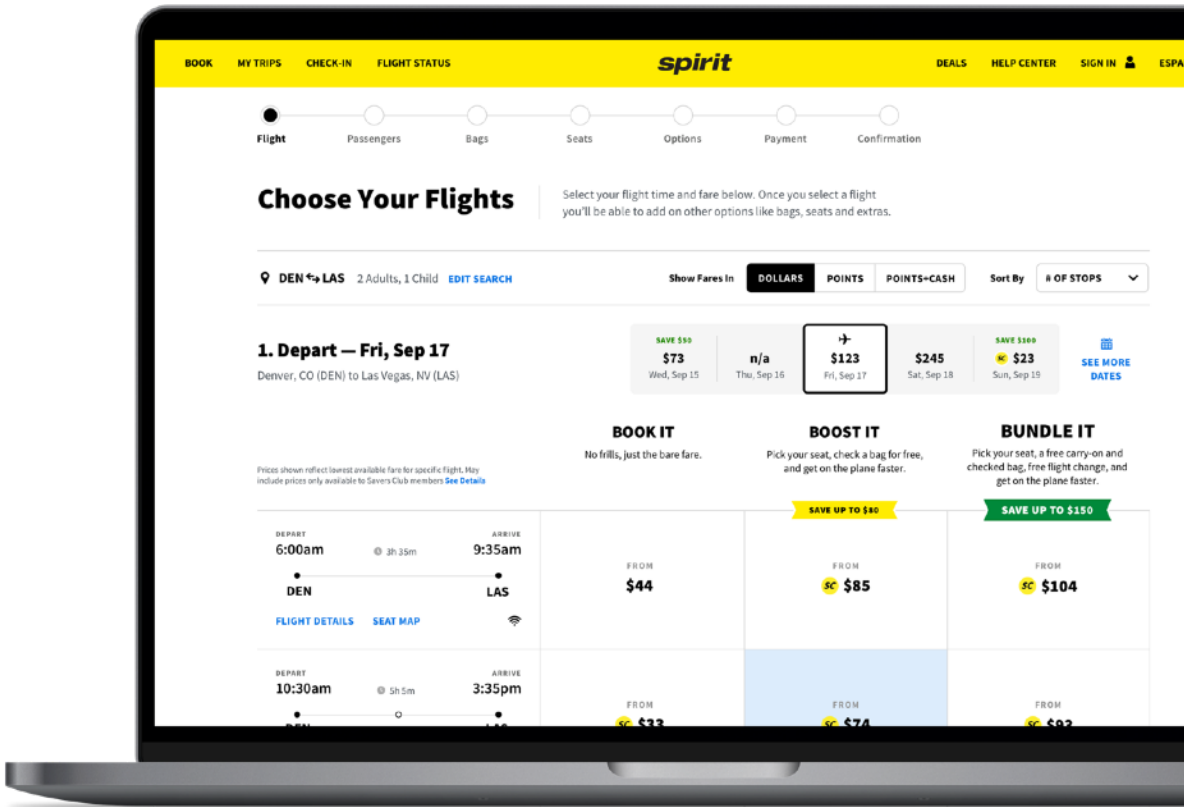 BOOK MY TRIPS CHECK-IN FLIGHT STATUS spirit DEALS HELP CENTER SIGN IN ESPA
Flight Passengers Bags Seats Options Payment Confirmation
Choose Your Flights
Select your flight time and fare below. Once you select a flight
you'll be able to add on other options like bags, seats and extras.
DEN LAS 2 Adults, 1 Child EDIT SEARCH Show Fares In DOLLARS POINTS POINTS+CASH Sort By # OF STOPS
1. Depart — Fri, Sep 17
Denver, CO (DEN) to Las Vegas, NV (LAS)
SAVE $50
$73
Wed, Sep 15
n/a
Thu, Sep 16
$123
Fri, Sep 17
$245
Sat, Sep 18
SAVE $100
SC $23
Sun, Sep 19
SEE MORE
DATES
Prices shown reflect lowest available fare for specific flight. May
include prices only available to Savers Club members See Details
BOOK IT
No frills, just the bare fare.
BOOST IT
Pick your seat, check a bag for free,
and get on the plane faster.
SAVE UP TO $80
BUNDLE IT
Pick your seat, a free carry-on and
checked bag, free flight change, and
get on the plane faster.
SAVE UP TO $150
DEPART ARRIVE
6:00am 3h 35m 9:35am
DEN LAS
FLIGHT DETAILS SEAT MAP
FROM
$44
FROM
SC $85
FROM
SC $104
DEPART ARRIVE
10:30am 5h 5m 3:35pm
DEN LAS
FROM
SC $33
FROM
SC $74
FROM
SC $93